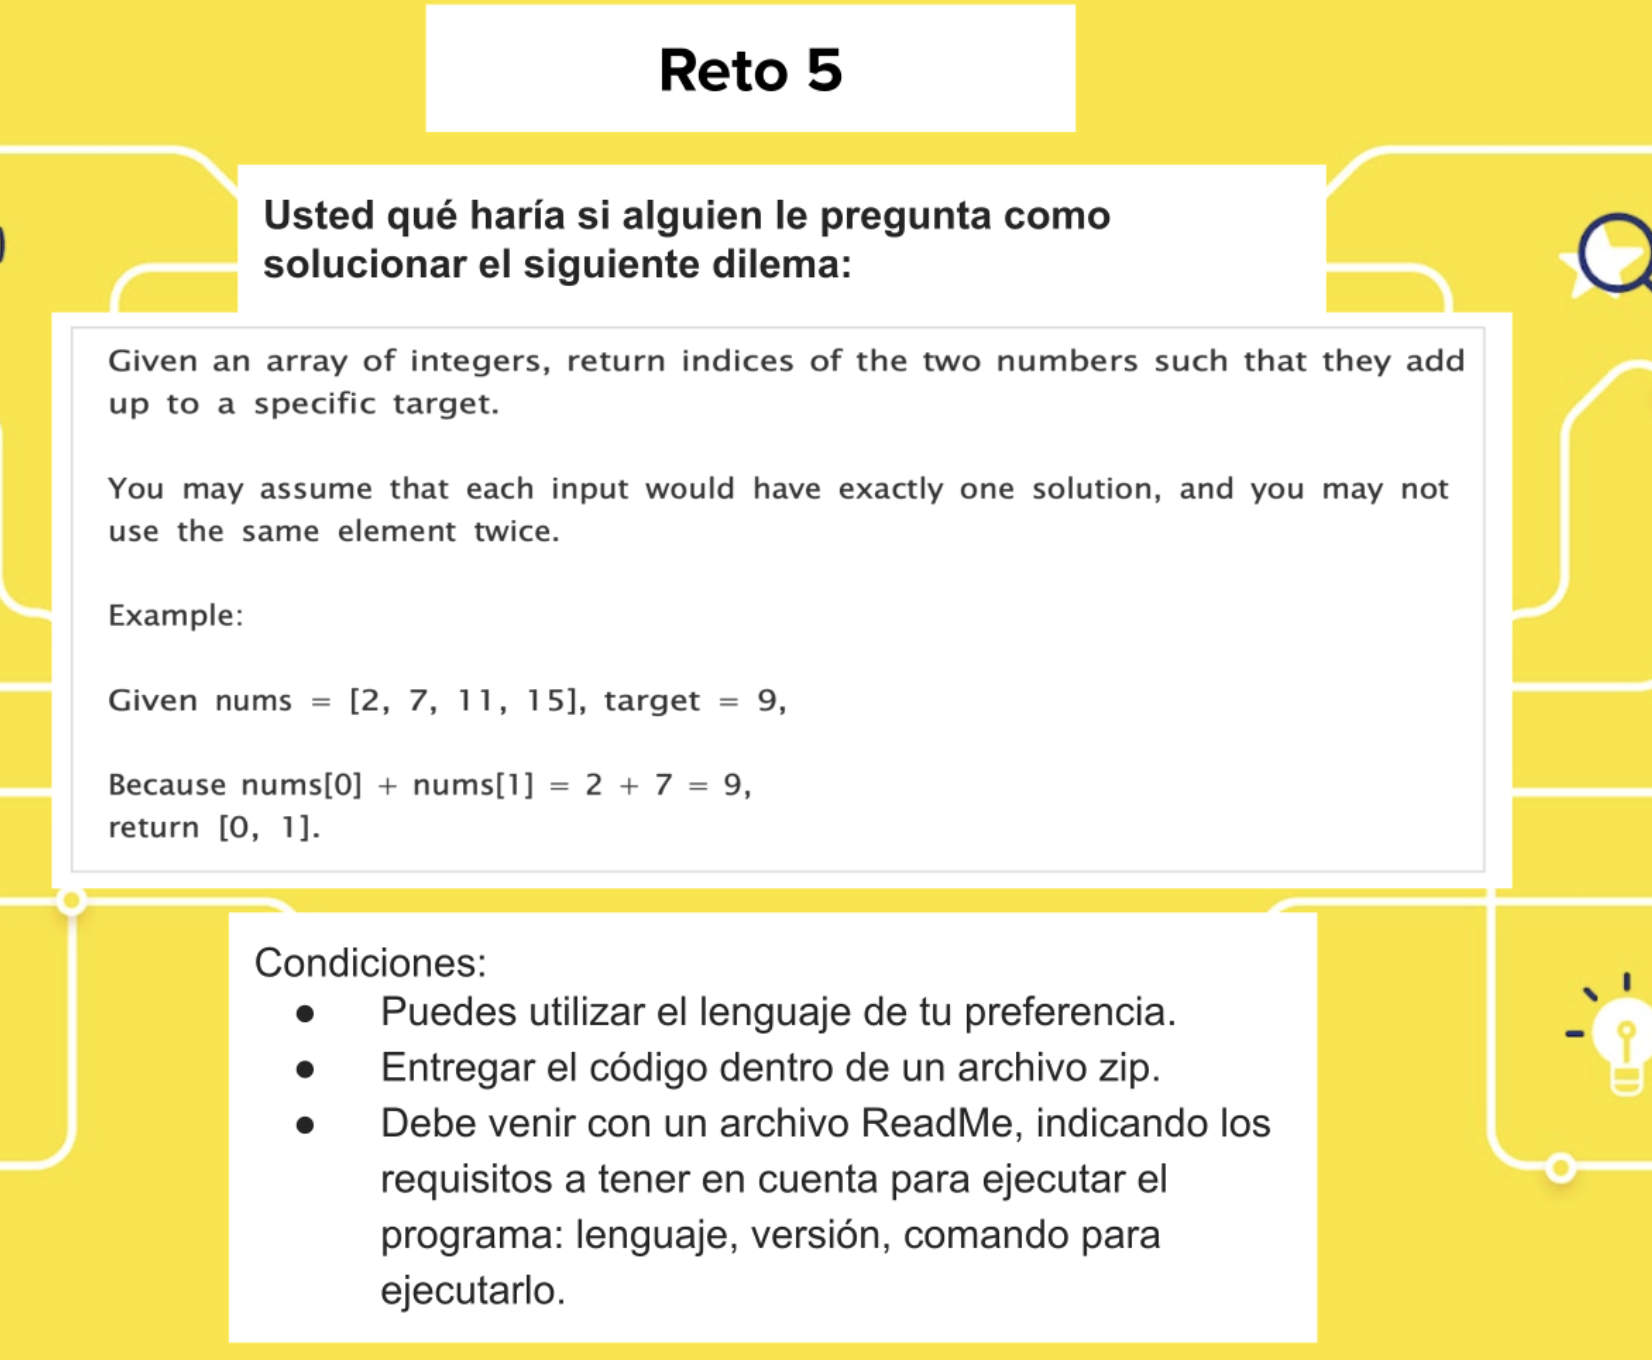 Reto 5
Usted qué haría si alguien le pregunta como
solucionar el siguiente dilema:
Given an array of integers, return indices of the two numbers such that they add
up to a specific target.
You may assume that each input would have exactly one solution, and you may not
use the same element twice.
Example:
Given nums = [2, 7, 11, 15], target = 9,
Because nums[0] + nums[1] = 2 + 7 = 9,
return [0, 1].
Condiciones:
● Puedes utilizar el lenguaje de tu preferencia.
● Entregar el código dentro de un archivo zip.
● Debe venir con un archivo ReadMe, indicando los
requisitos a tener en cuenta para ejecutar el
programa: lenguaje, versión, comando para
ejecutarlo.